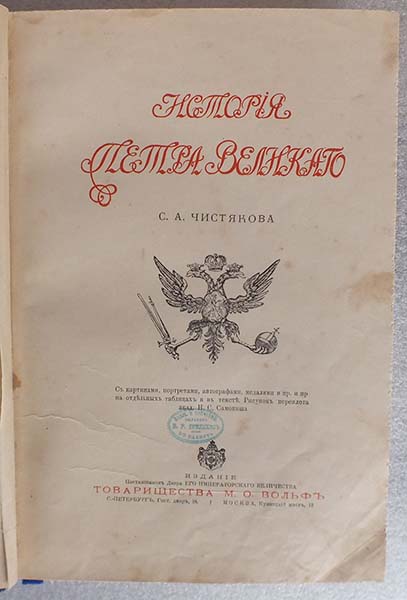 ИСТОРІЯ
ПЕТРА ВЕЛИКАГО
С. А. ЧИСТЯКОВА
Съ картинами, портретами, автографами, медалями и пр. и пр
на отдѣльныхъ таблицахъ и въ текстѣ. Рисунокъ переплета
акад. Н. С. Самокиша
ИЗДАНІЕ
Поставщиковъ Двора ЕГО ИМПЕРАТОРСКАГО ВЕЛИЧЕСТВА
ТОВАРИЩЕСТВА М. О. ВОЛЬФЪ
С.-ПЕТЕРБУРГЪ, Гост. дворъ, 18. | МОСКВА, Кузнецкій мостъ, 12